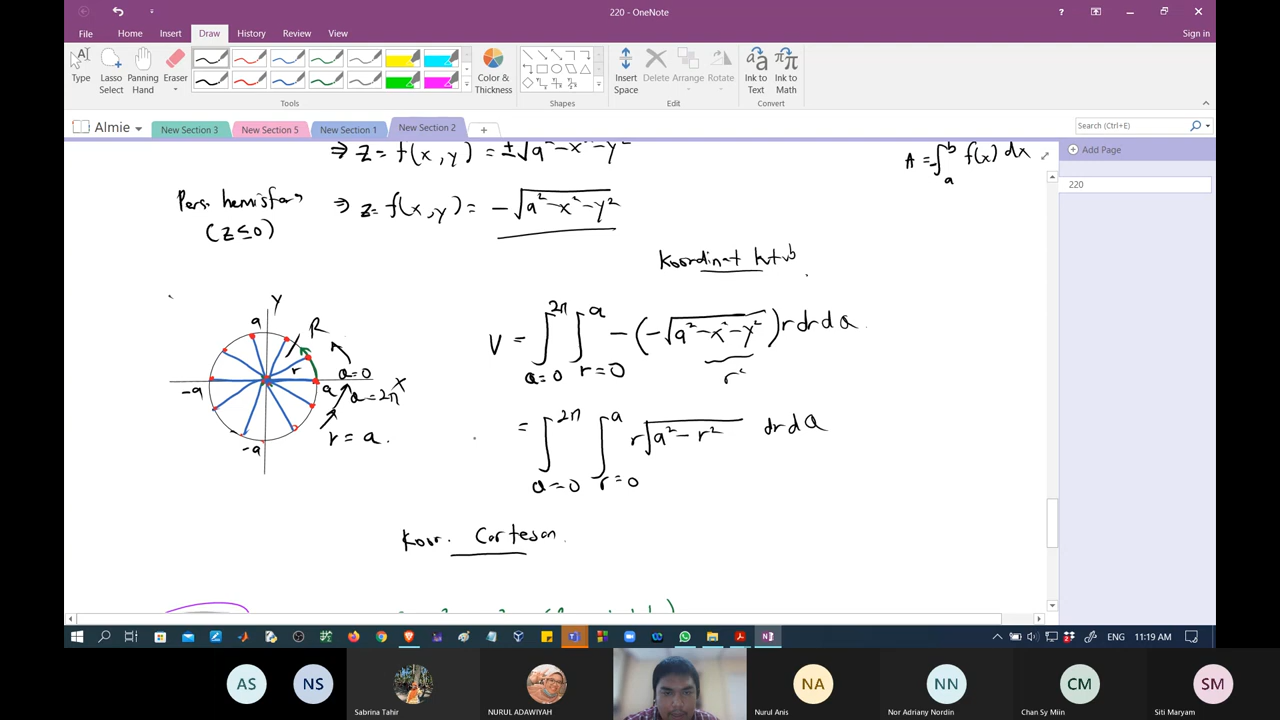 220 - OneNote
?
File
Home
Insert
Draw
History
Review
View
Sign in
Type
Lasso Select
Panning Hand
Eraser
Color & Thickness
Insert Space
Delete
Arrange
Rotate
Ink to Text
Ink to Math
Tools
Shapes
Edit
Convert
Almie
New Section 3
New Section 5
New Section 1
New Section 2
+
Search (Ctrl+E)
Add Page
220
⇒ z = f(x,y) = ±√a²-x²-y²
A = ∫ₐᵇ f(x) dx
Pers. hemisfera
⇒ z = f(x,y) = -√a²-x²-y²
(z ≤ 0)
Koordinat
Y
a
R
r
θ=0
-a
a
X
θ=2π
r = a.
-a
V = ∫_{θ=0}^{2π} ∫_{r=0}^{a} -(-√a²-x²-y²) r dr dθ
r²
= ∫_{θ=0}^{2π} ∫_{r=0}^{a} r√a²-r² dr dθ
Koor. Cartesan
ENG
11:19 AM
AS
NS
Sabrina Tahir
NURUL ADAWIYAH
NA
Nurul Anis
NN
Nor Adriany Nordin
CM
Chan Sy Miin
SM
Siti Maryam